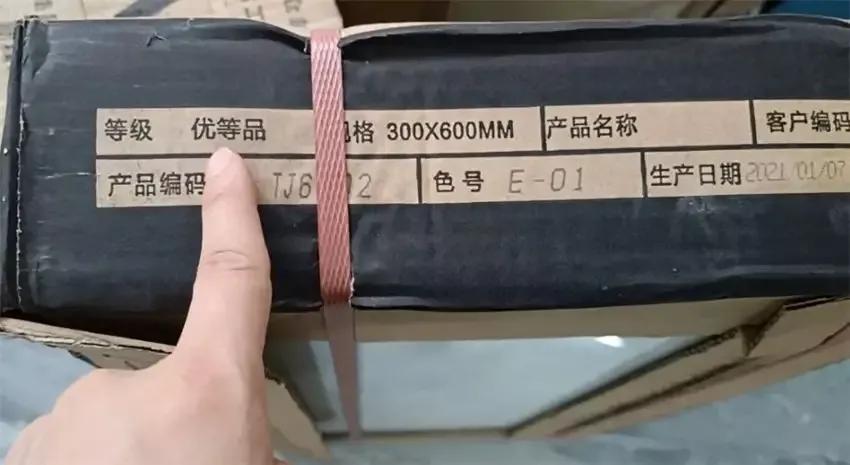 等级 优等品 规格 300X600MM 产品名称 客户编码
产品编码 色号 E-01 生产日期 2021/01/07